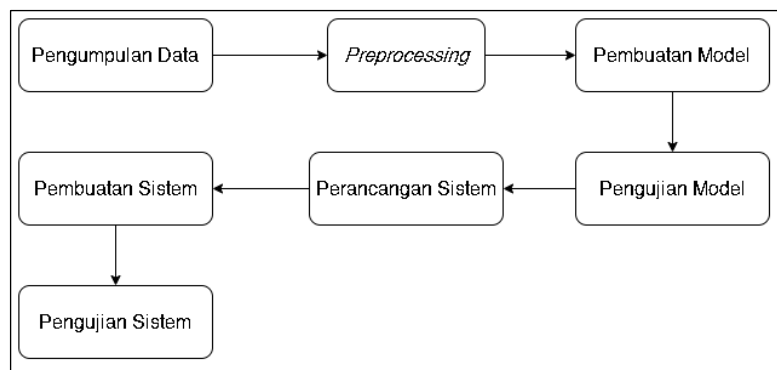 Pengumpulan Data
Preprocessing
Pembuatan Model
Pengujian Model
Perancangan Sistem
Pembuatan Sistem
Pengujian Sistem